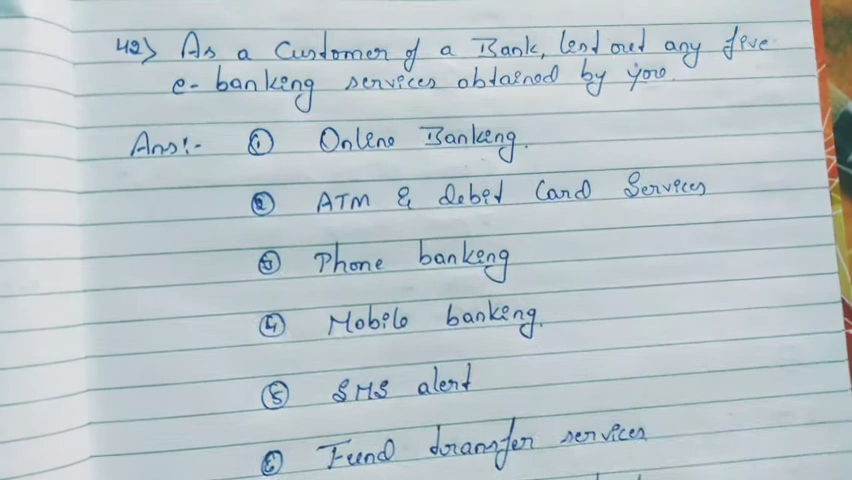 42) As a Customer of a Bank, list out any five
e-banking services obtained by you.
Ans:- ① Online Banking.
② ATM & debit Card Services
③ Phone banking
④ Mobile banking.
⑤ SMS alert
⑥ Fund transfer services